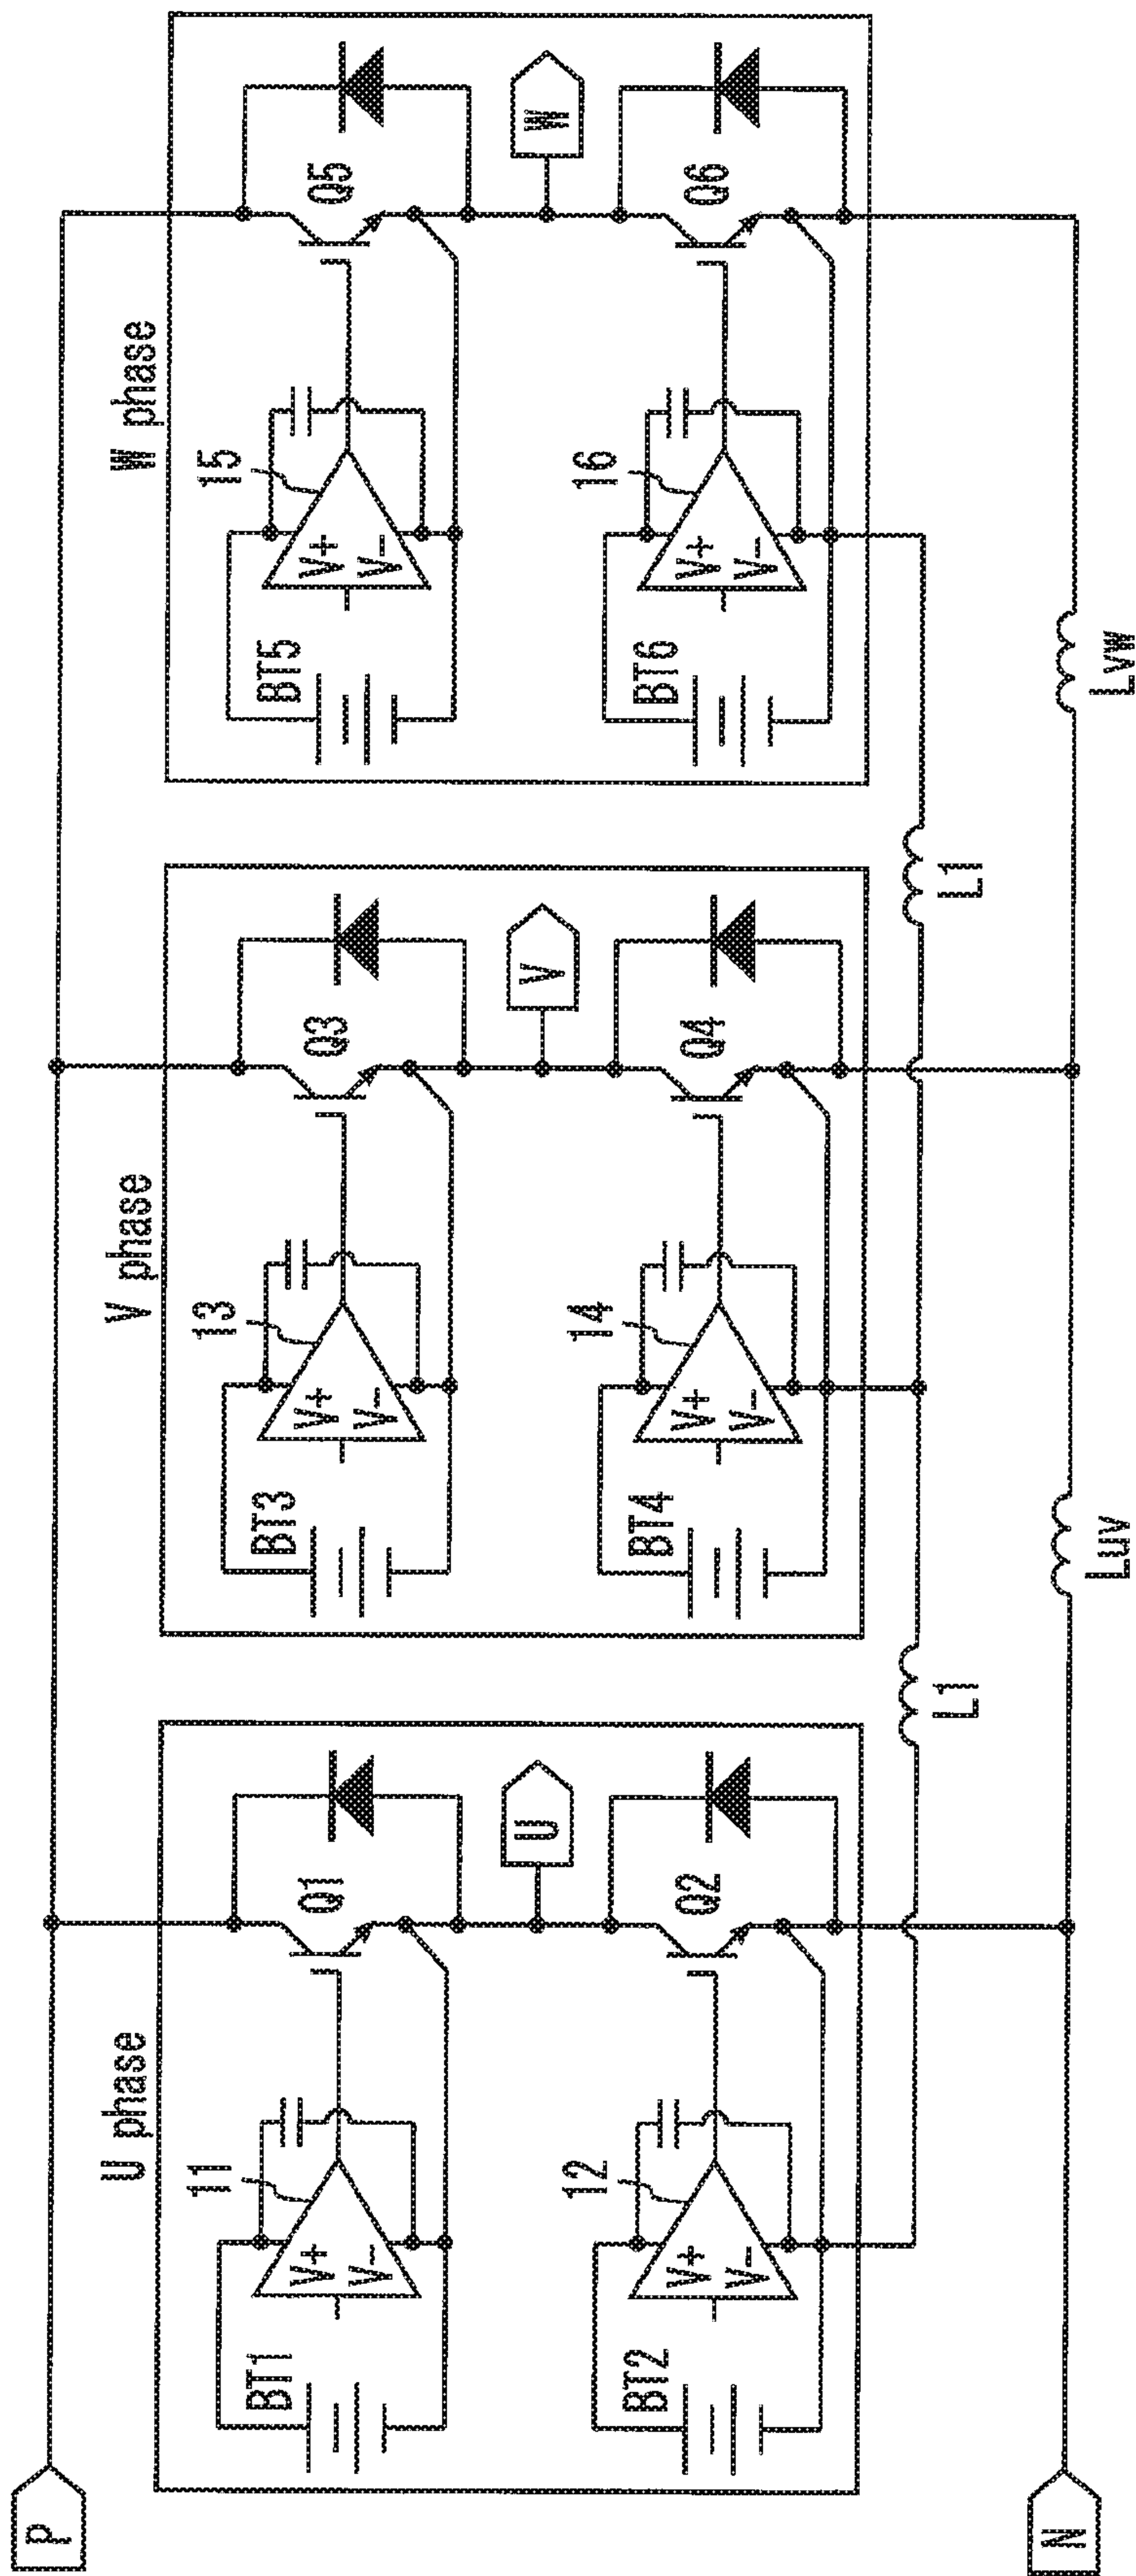 P
N
U phase
BT1
V+
V-
11
Q1
U
BT2
V+
V-
12
Q2
V phase
BT3
V+
V-
13
Q3
V
BT4
V+
V-
14
Q4
W phase
BT5
V+
V-
15
Q5
W
BT6
V+
V-
16
Q6
L1
L1
Luv
Lvw